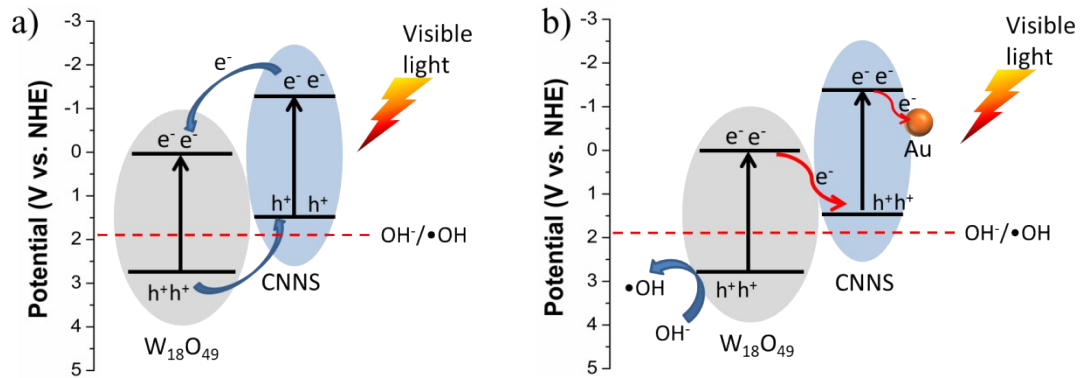 a)
Potential (V vs. NHE)
-3
-2
-1
0
1
2
3
4
5
Visible
light
e⁻
e⁻ e⁻
e⁻ e⁻
h⁺ h⁺
OH⁻/•OH
CNNS
h⁺h⁺
W₁₈O₄₉
b)
Potential (V vs. NHE)
-3
-2
-1
0
1
2
3
4
5
Visible
light
e⁻ e⁻
e⁻
Au
e⁻ e⁻
e⁻
h⁺h⁺
OH⁻/•OH
CNNS
•OH
h⁺h⁺
OH⁻
W₁₈O₄₉